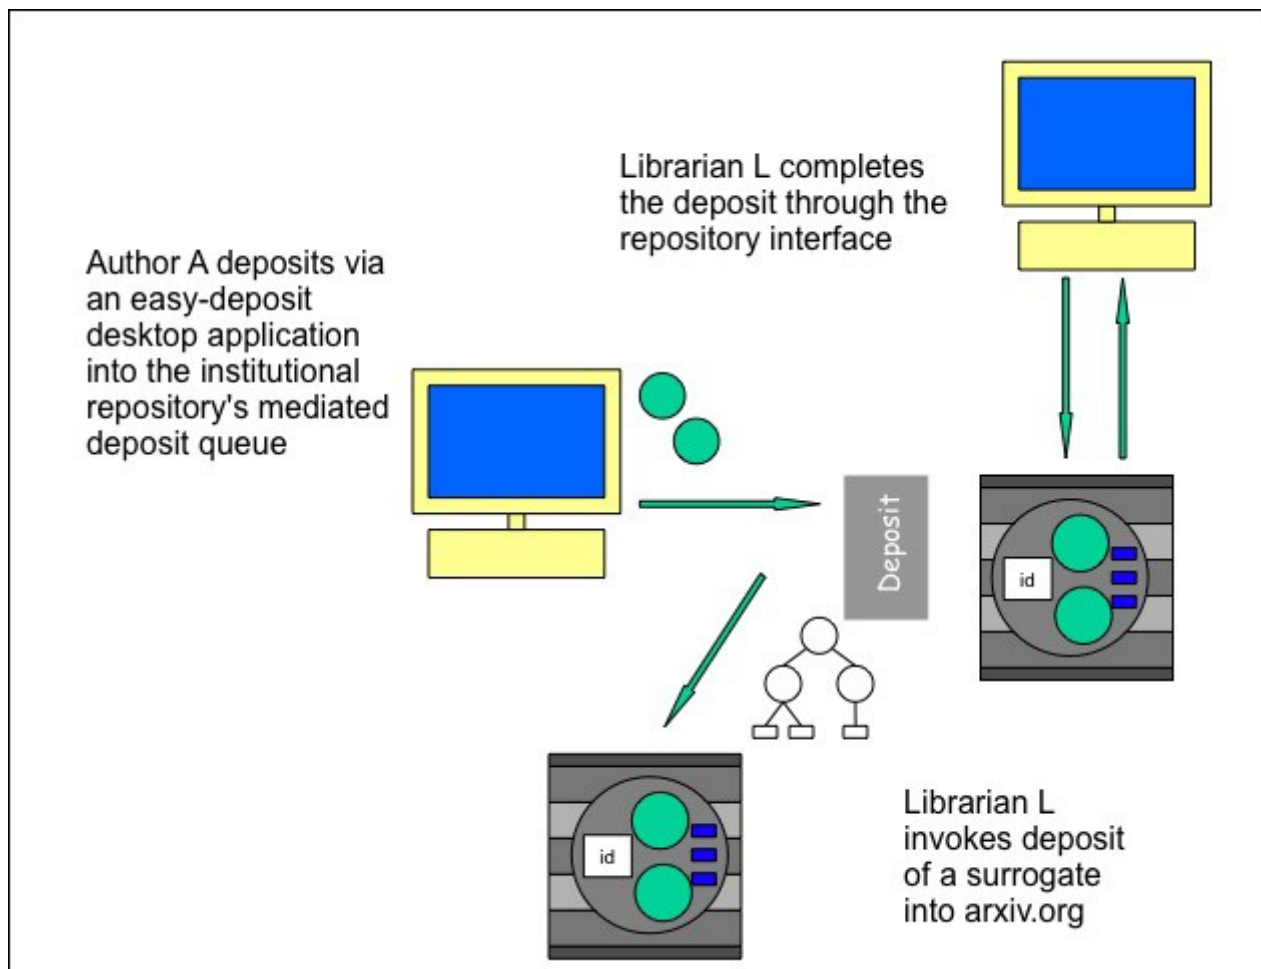 Author A deposits via
an easy-deposit
desktop application
into the institutional
repository's mediated
deposit queue
Librarian L completes
the deposit through the
repository interface
Deposit
id
id
Librarian L
invokes deposit
of a surrogate
into arxiv.org